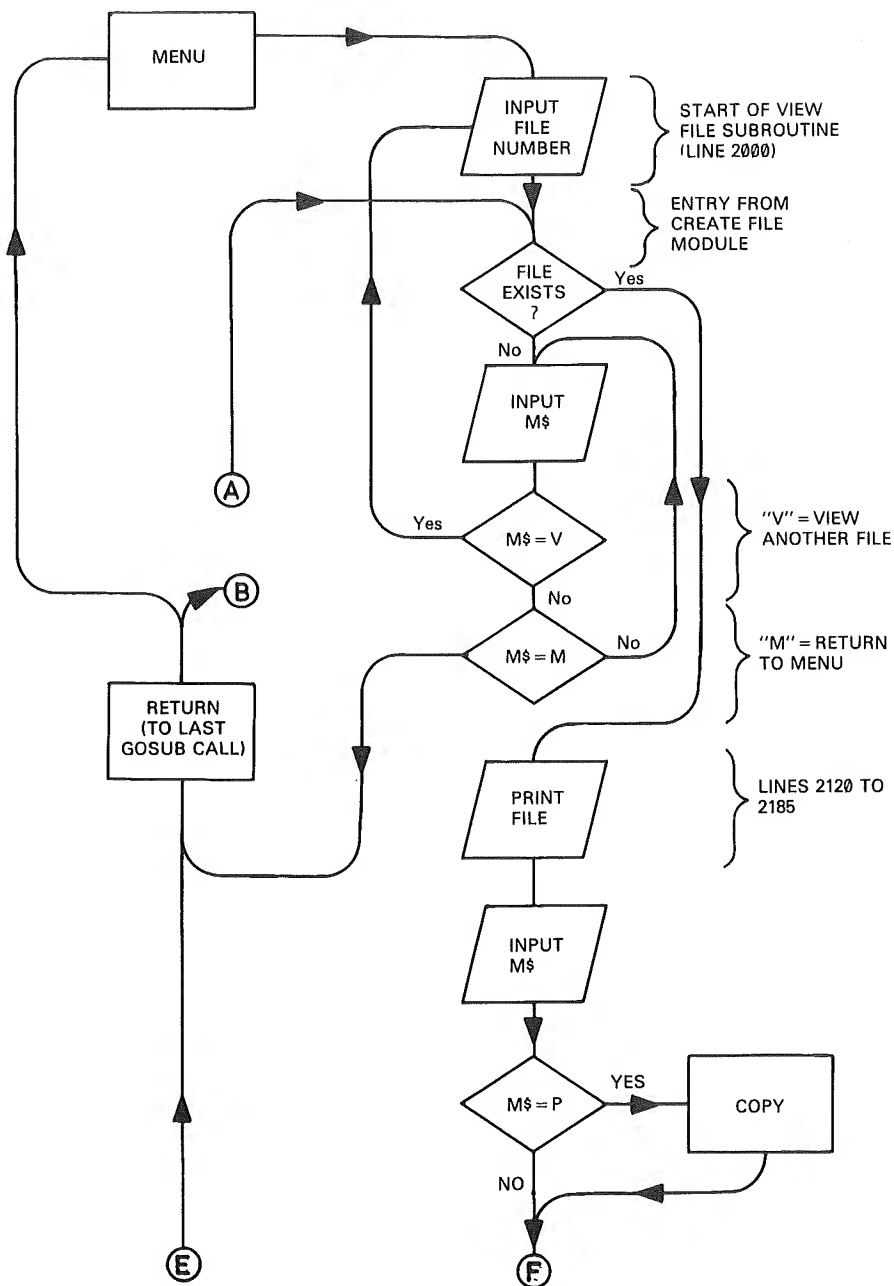 MENU
INPUT
FILE
NUMBER
START OF VIEW
FILE SUBROUTINE
(LINE 2000)
ENTRY FROM
CREATE FILE
MODULE
FILE
EXISTS
?
Yes
No
INPUT
M$
A
Yes
M$ = V
"V" = VIEW
ANOTHER FILE
B
No
M$ = M
No
"M" = RETURN
TO MENU
RETURN
(TO LAST
GOSUB CALL)
PRINT
FILE
LINES 2120 TO
2185
INPUT
M$
M$ = P
YES
COPY
NO
E
F